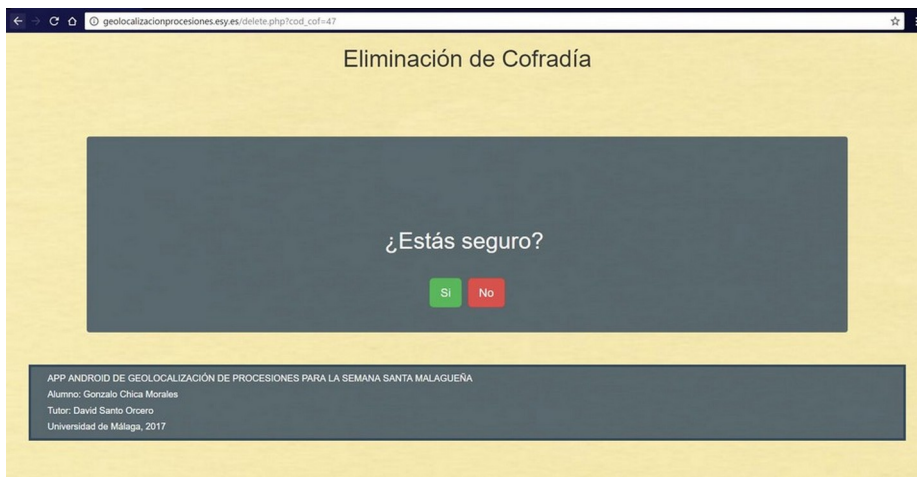 geolocalizacionprocesiones.esy.es/delete.php?cod_cof=47
Eliminación de Cofradía
¿Estás seguro?
Si No
APP ANDROID DE GEOLOCALIZACIÓN DE PROCESIONES PARA LA SEMANA SANTA MALAGUEÑA
Alumno: Gonzalo Chica Morales
Tutor: David Santo Orcero
Universidad de Málaga, 2017